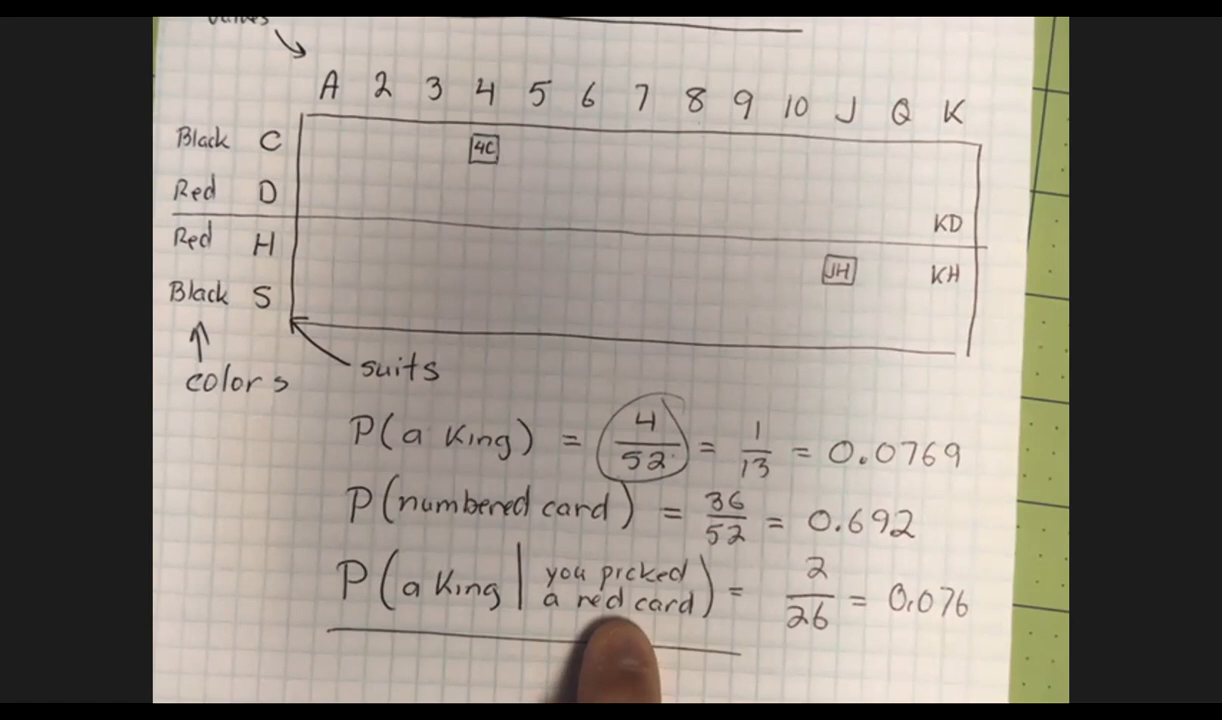 values
A 2 3 4 5 6 7 8 9 10 J Q K
Black C 4C
Red D KD
Red H JH KH
Black S
colors suits
P(a King) = 4/52 = 1/13 = 0.0769
P(numbered card) = 36/52 = 0.692
P(a King | you picked a red card) = 2/26 = 0.076